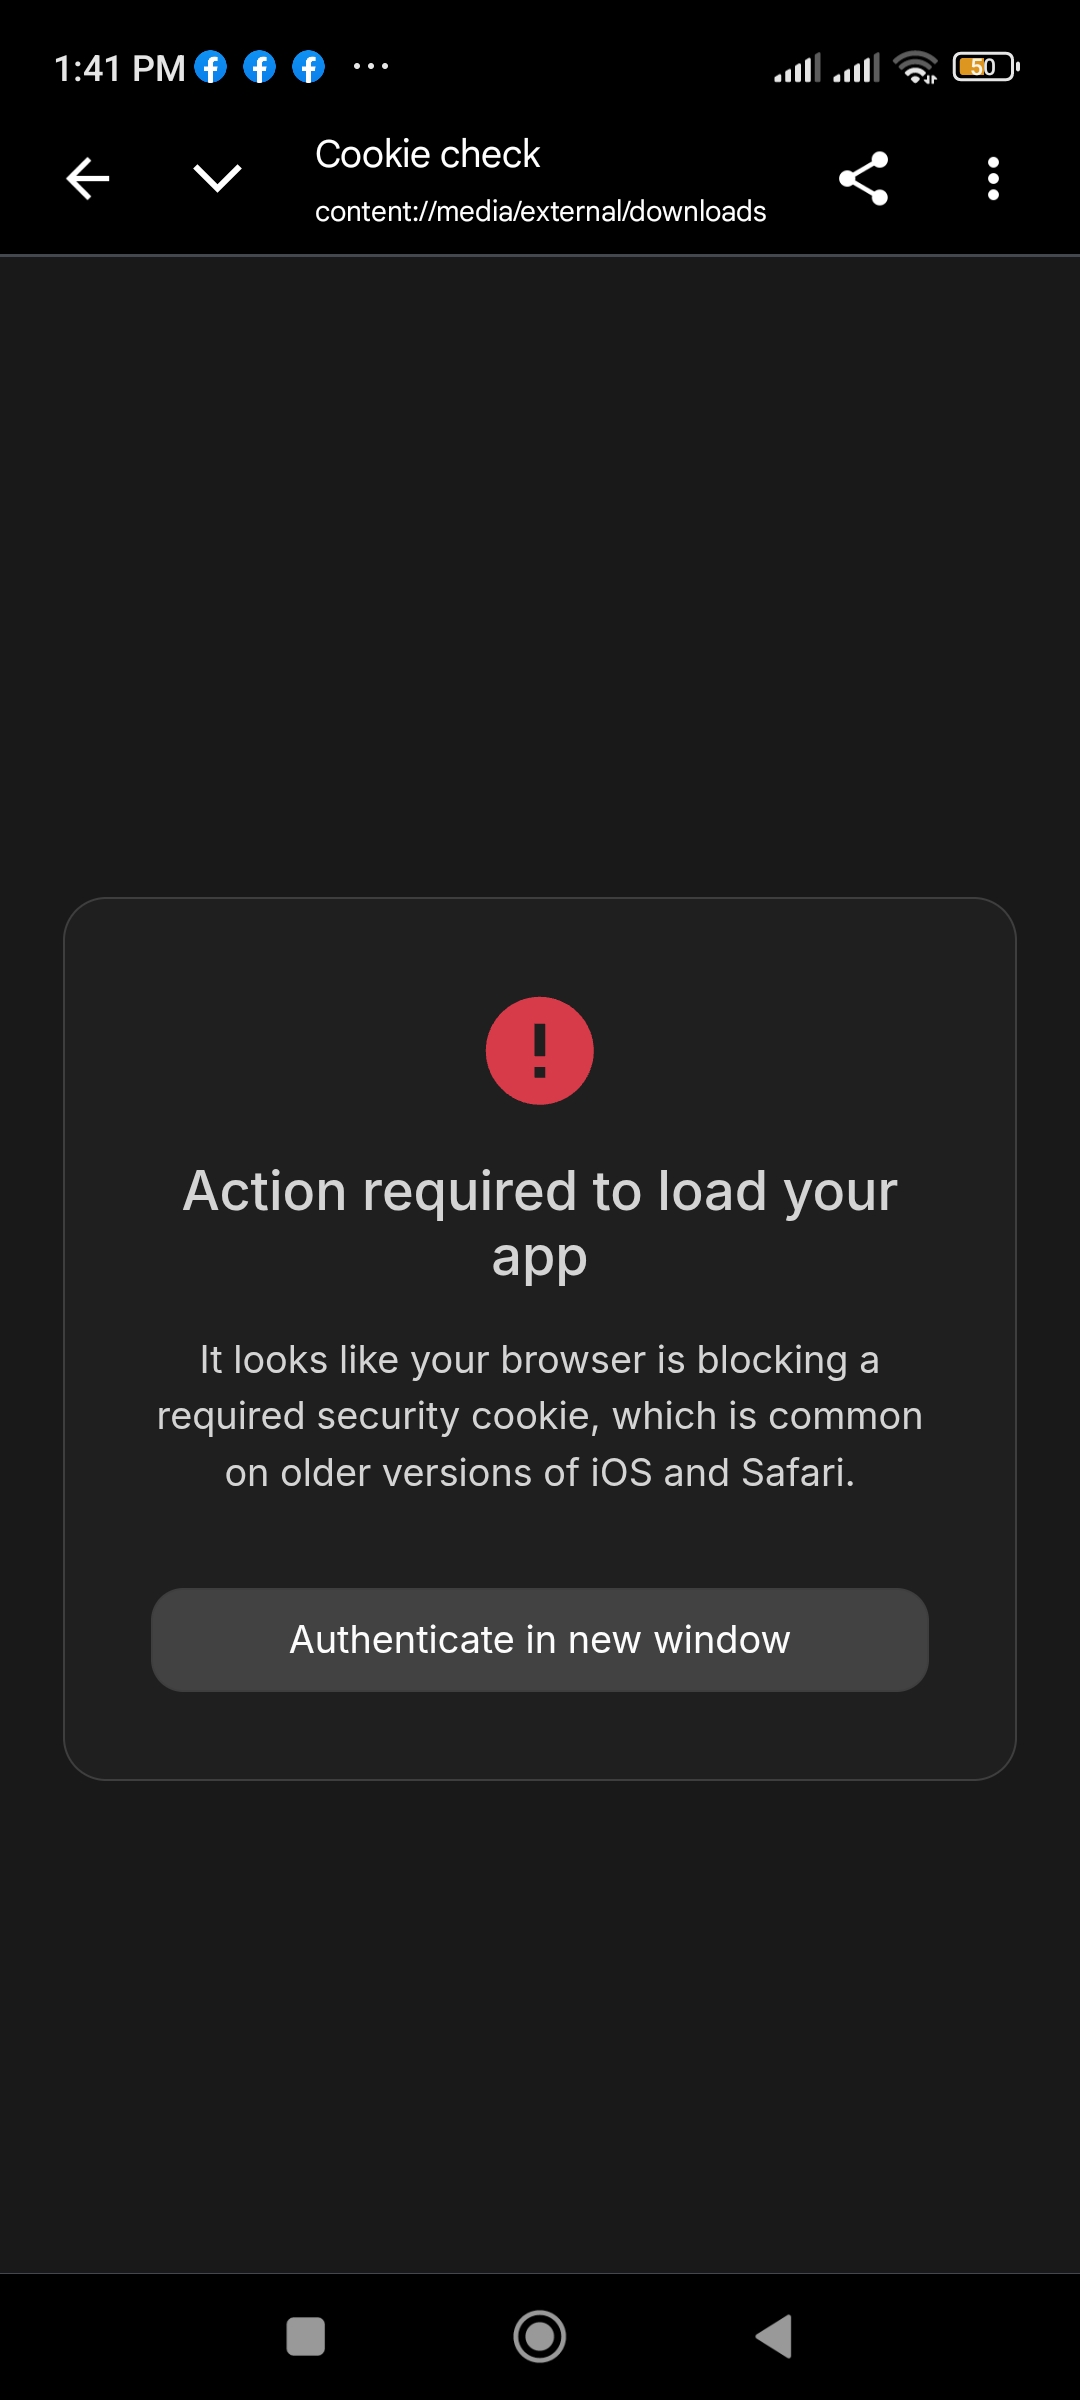 1:41 PM
50
Cookie check
content://media/external/downloads
Action required to load your
app
It looks like your browser is blocking a
required security cookie, which is common
on older versions of iOS and Safari.
Authenticate in new window